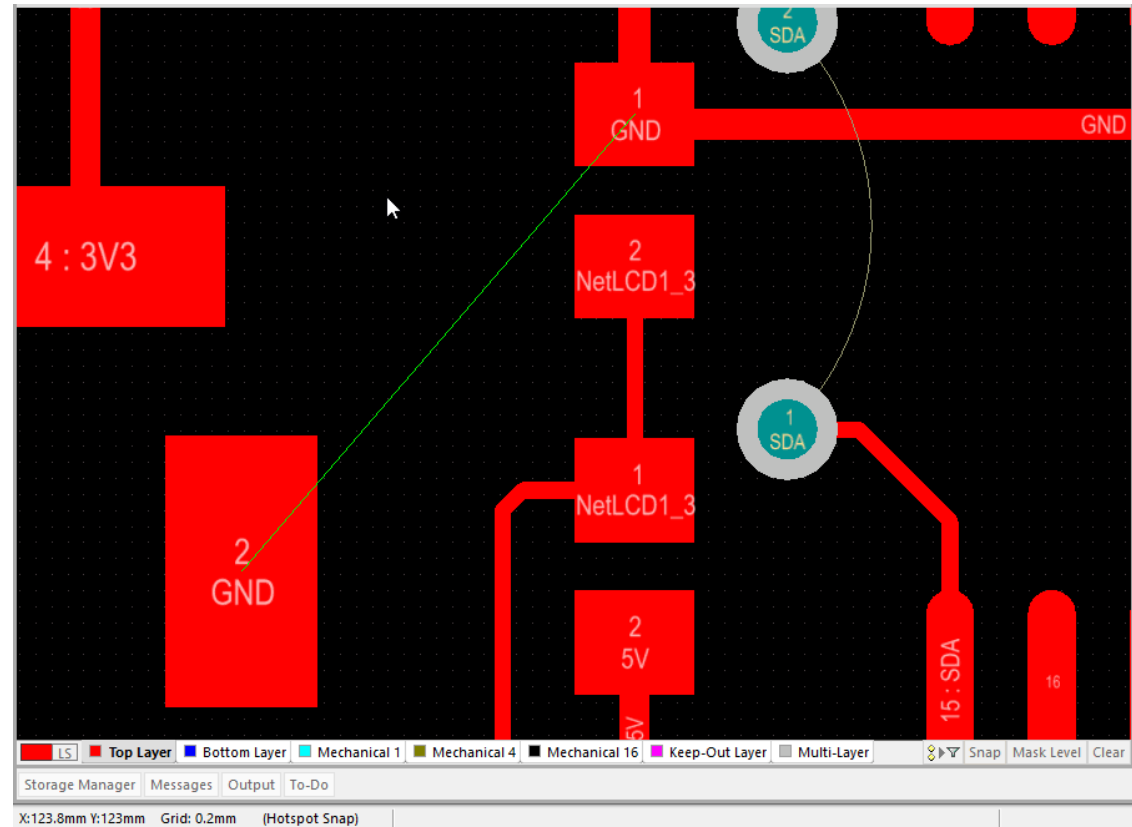 2
SDA
1
GND
GND
4 : 3V3
2
NetLCD1_3
1
SDA
1
NetLCD1_3
2
GND
2
5V
5V
15 : SDA
16
LS Top Layer Bottom Layer Mechanical 1 Mechanical 4 Mechanical 16 Keep-Out Layer Multi-Layer Snap Mask Level Clear
Storage Manager Messages Output To-Do
X:123.8mm Y:123mm Grid: 0.2mm (Hotspot Snap)